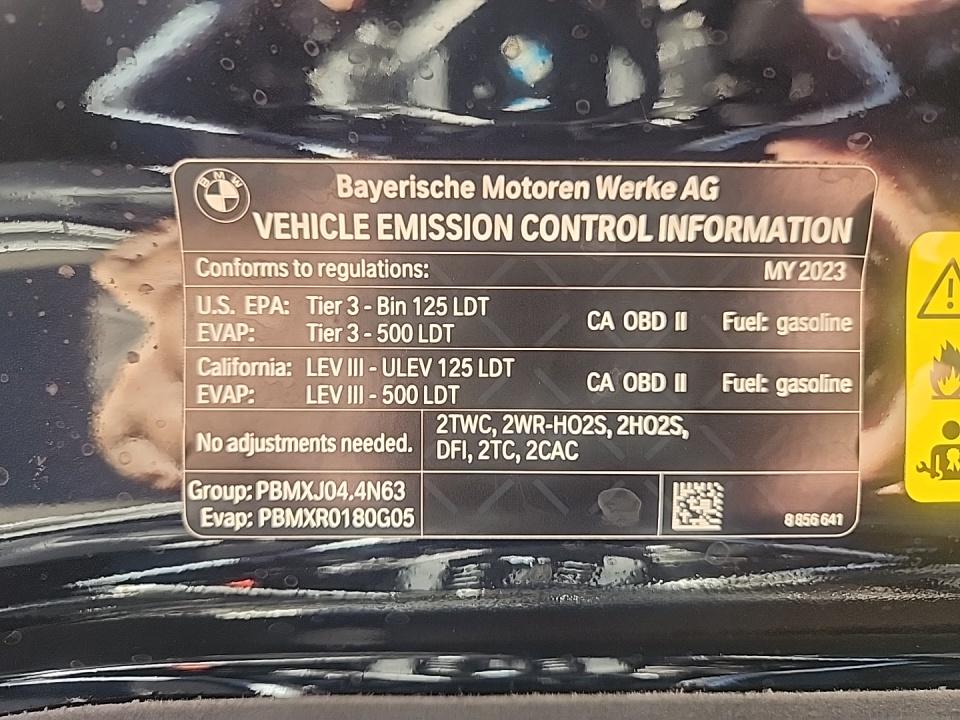 BMW
Bayerische Motoren Werke AG
VEHICLE EMISSION CONTROL INFORMATION
Conforms to regulations: MY 2023
U.S. EPA: Tier 3 - Bin 125 LDT
EVAP: Tier 3 - 500 LDT
CA OBD II Fuel: gasoline
California: LEV III - ULEV 125 LDT
EVAP: LEV III - 500 LDT
CA OBD II Fuel: gasoline
No adjustments needed.
2TWC, 2WR-HO2S, 2HO2S,
DFI, 2TC, 2CAC
Group: PBMXJ04.4N63
Evap: PBMXR0180G05
8 856 641